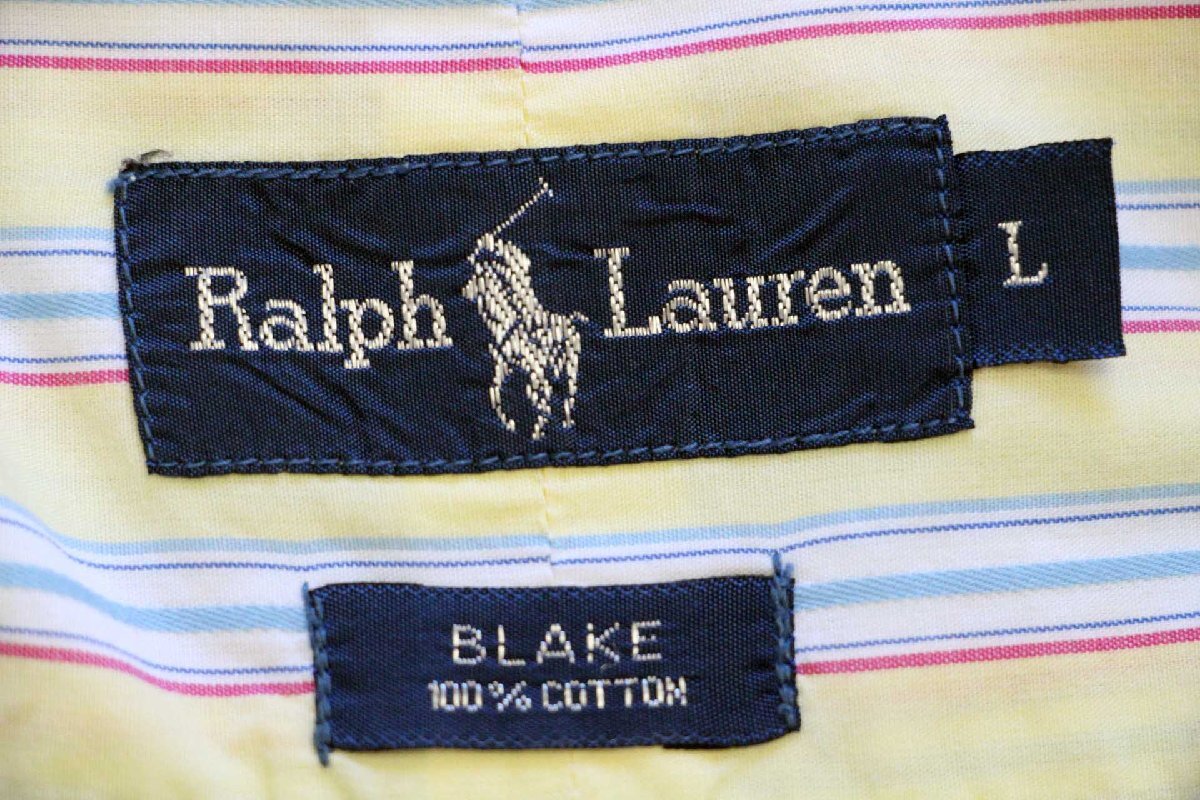 Ralph Lauren
L
BLAKE
100% COTTON